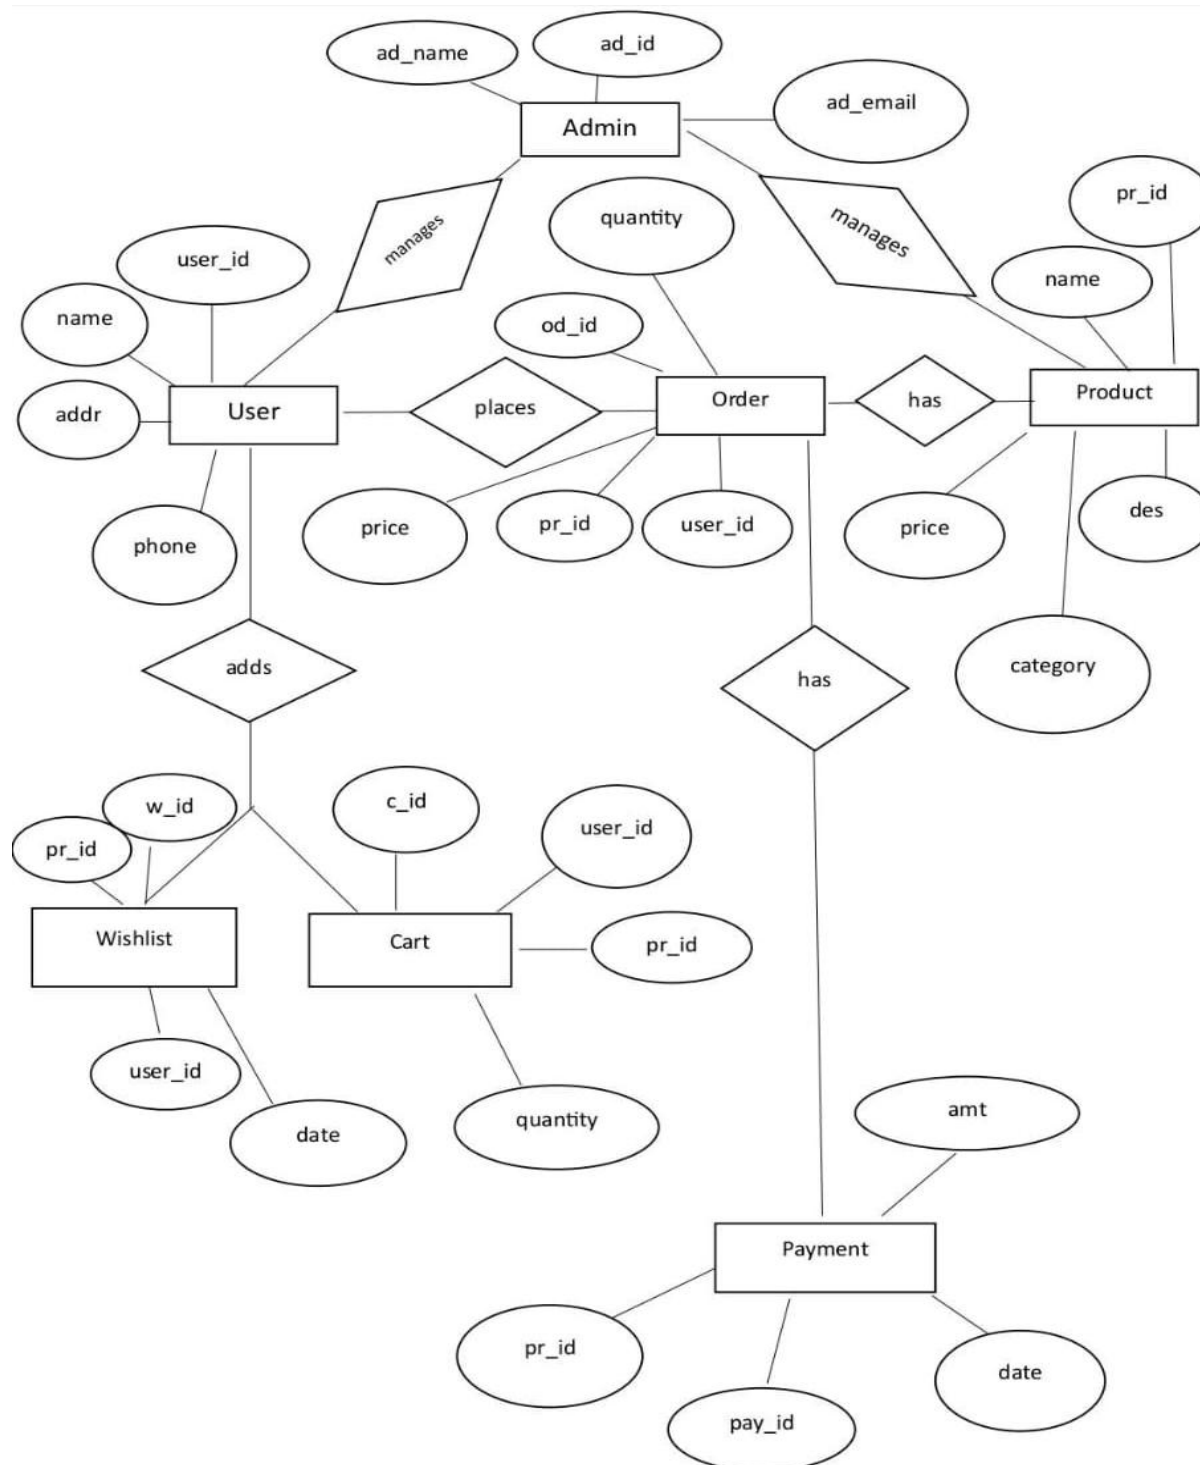 ad_name
ad_id
ad_email
Admin
manages
manages
quantity
pr_id
name
user_id
name
od_id
addr
User
places
Order
has
Product
phone
price
pr_id
user_id
price
des
adds
has
category
w_id
pr_id
c_id
user_id
Wishlist
Cart
pr_id
user_id
date
quantity
amt
Payment
pr_id
pay_id
date